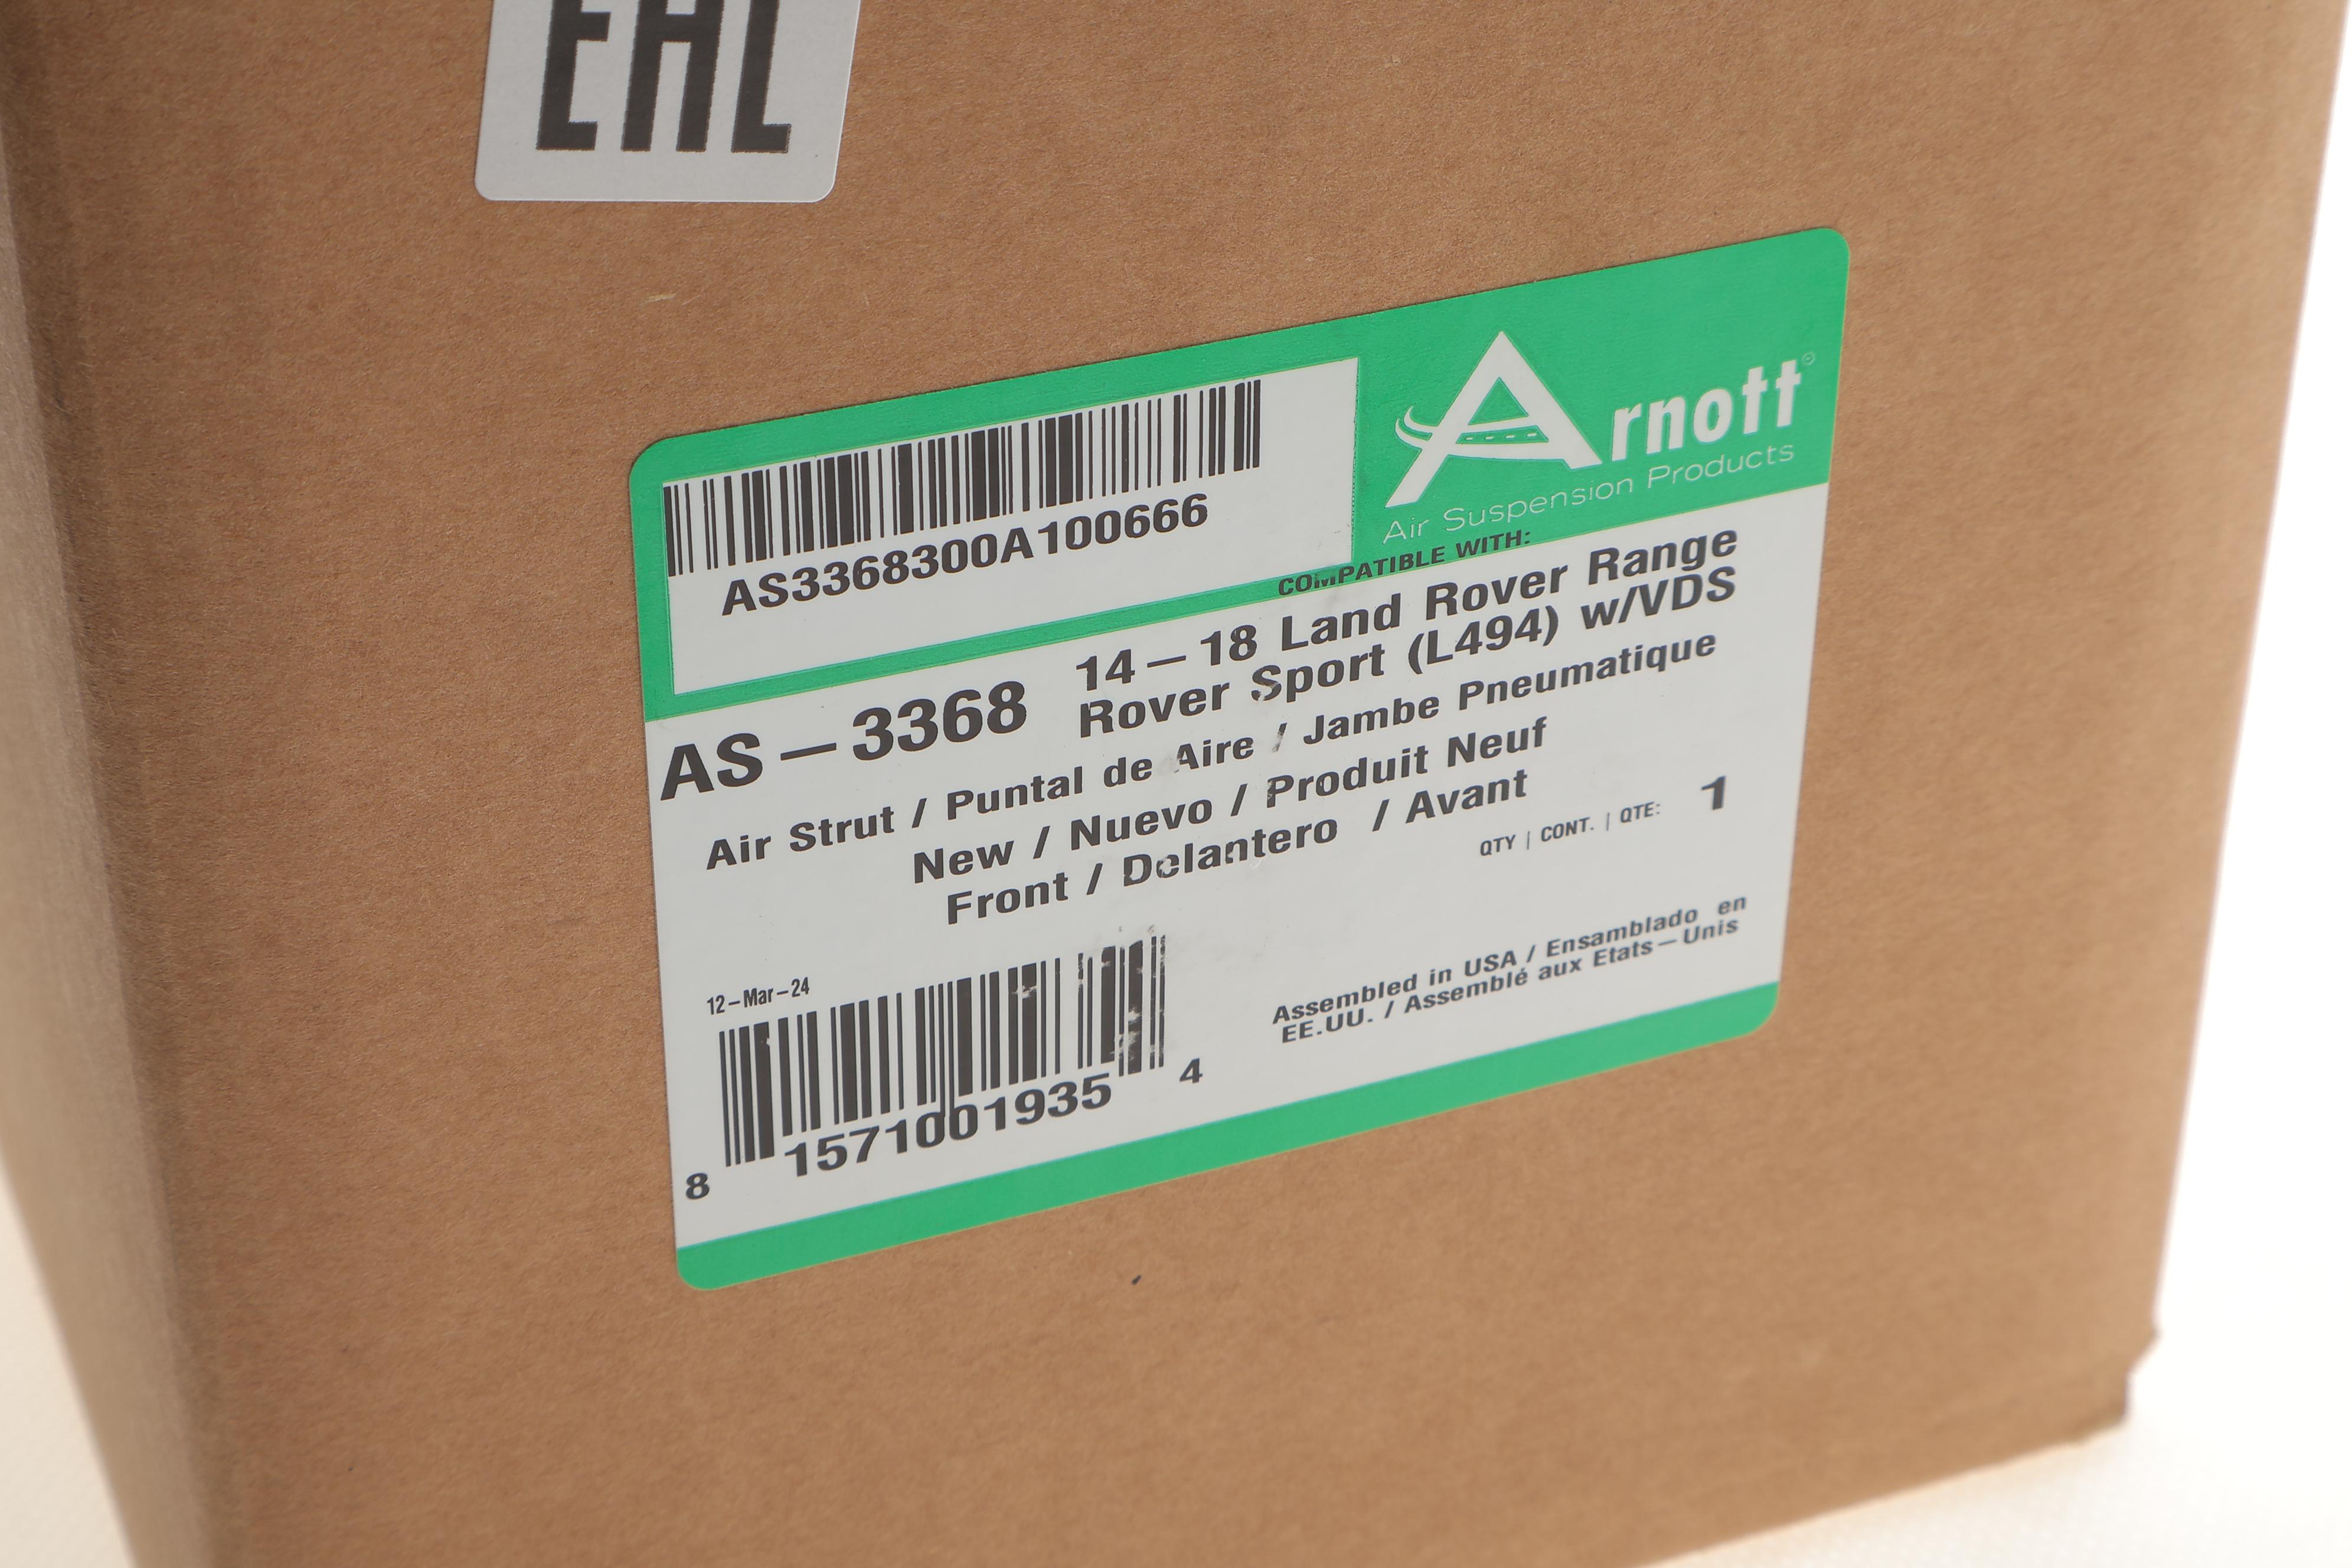 EAC
Arnott®
Air Suspension Products
AS3368300A100666
COMPATIBLE WITH:
AS-3368
14-18 Land Rover Range
Rover Sport (L494) w/VDS
Air Strut / Puntal de Aire / Jambe Pneumatique
New / Nuevo / Produit Neuf
Front / Delantero / Avant
QTY | CONT. | QTE: 1
12-Mar-24
8 1571001935 4
Assembled in USA / Ensamblado en
EE.UU. / Assemblé aux Etats-Unis